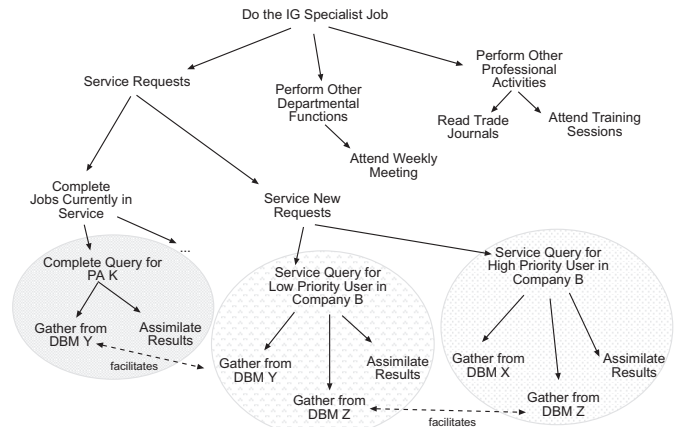 Do the IG Specialist Job
Service Requests
Perform Other
Departmental
Functions
Perform Other
Professional
Activities
Read Trade
Journals
Attend Training
Sessions
Attend Weekly
Meeting
Complete
Jobs Currently in
Service
Service New
Requests
...
Complete Query for
PA K
Gather from
DBM Y
Assimilate
Results
facilitates
Service Query for
Low Priority User in
Company B
Gather from
DBM Y
Assimilate
Results
Gather from
DBM Z
facilitates
Service Query for
High Priority User in
Company B
Gather from
DBM X
Assimilate
Results
Gather from
DBM Z